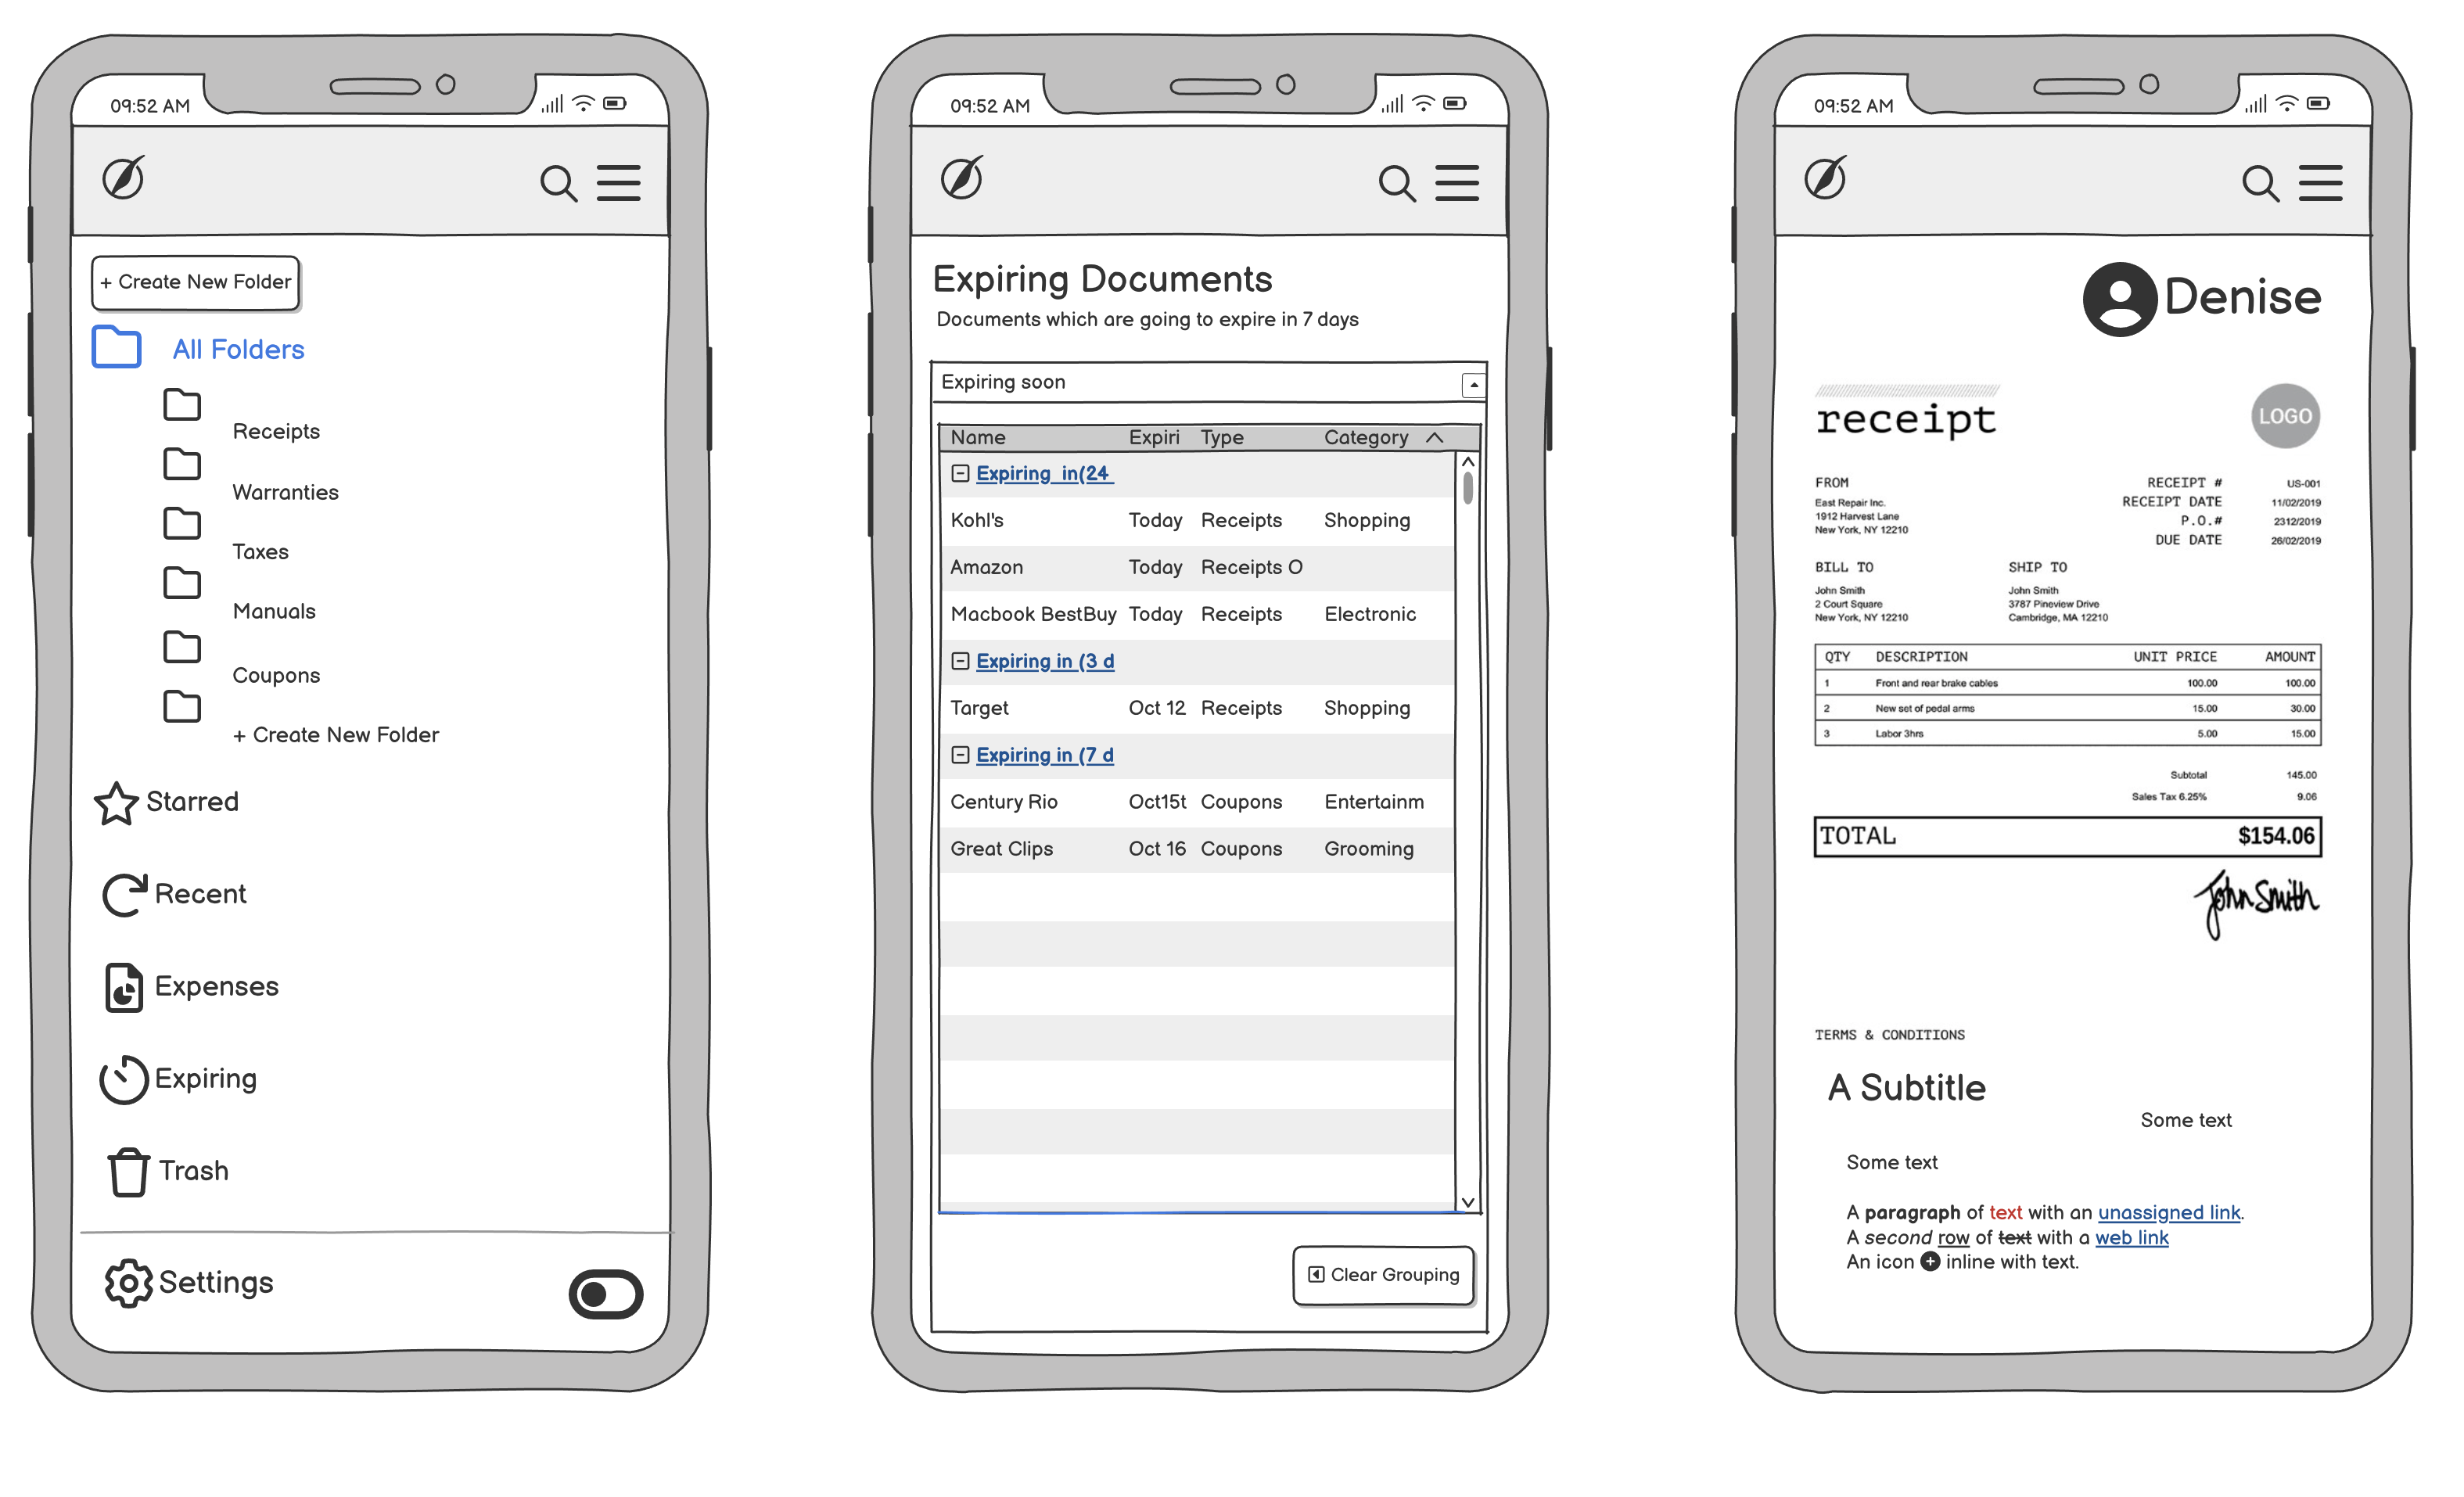 09:52 AM
+ Create New Folder
All Folders
Receipts
Warranties
Taxes
Manuals
Coupons
+ Create New Folder
Starred
Recent
Expenses
Expiring
Trash
Settings
09:52 AM
Expiring Documents
Documents which are going to expire in 7 days
Expiring soon
Name Expiri Type Category
Expiring in(24
Kohl's Today Receipts Shopping
Amazon Today Receipts O
Macbook BestBuy Today Receipts Electronic
Expiring in (3 d
Target Oct 12 Receipts Shopping
Expiring in (7 d
Century Rio Oct15t Coupons Entertainm
Great Clips Oct 16 Coupons Grooming
Clear Grouping
09:52 AM
Denise
receipt LOGO
FROM RECEIPT # US-001
East Repair Inc. RECEIPT DATE 11/02/2019
1912 Harvest Lane P.O.# 2312/2019
New York, NY 12210 DUE DATE 26/02/2019
BILL TO SHIP TO
John Smith John Smith
2 Court Square 3787 Pineview Drive
New York, NY 12210 Cambridge, MA 12210
QTY DESCRIPTION UNIT PRICE AMOUNT
1 Front and rear brake cables 100.00 100.00
2 New set of pedal arms 15.00 30.00
3 Labor 3hrs 5.00 15.00
Subtotal 145.00
Sales Tax 6.25% 9.06
TOTAL $154.06
John Smith
TERMS & CONDITIONS
A Subtitle
Some text
Some text
A paragraph of text with an unassigned link.
A second row of text with a web link
An icon inline with text.